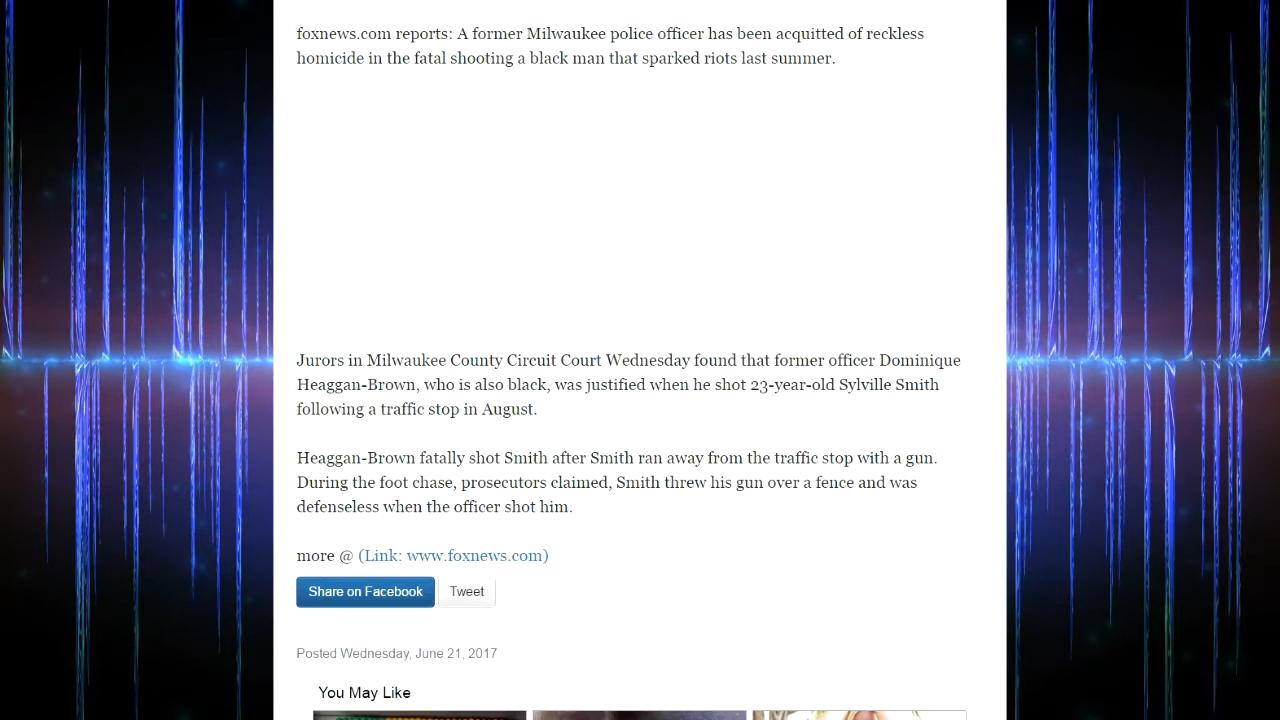 foxnews.com reports: A former Milwaukee police officer has been acquitted of reckless
homicide in the fatal shooting a black man that sparked riots last summer.
Jurors in Milwaukee County Circuit Court Wednesday found that former officer Dominique
Heaggan-Brown, who is also black, was justified when he shot 23-year-old Sylville Smith
following a traffic stop in August.
Heaggan-Brown fatally shot Smith after Smith ran away from the traffic stop with a gun.
During the foot chase, prosecutors claimed, Smith threw his gun over a fence and was
defenseless when the officer shot him.
more @ (Link: www.foxnews.com)
Share on Facebook Tweet
Posted Wednesday, June 21, 2017
You May Like